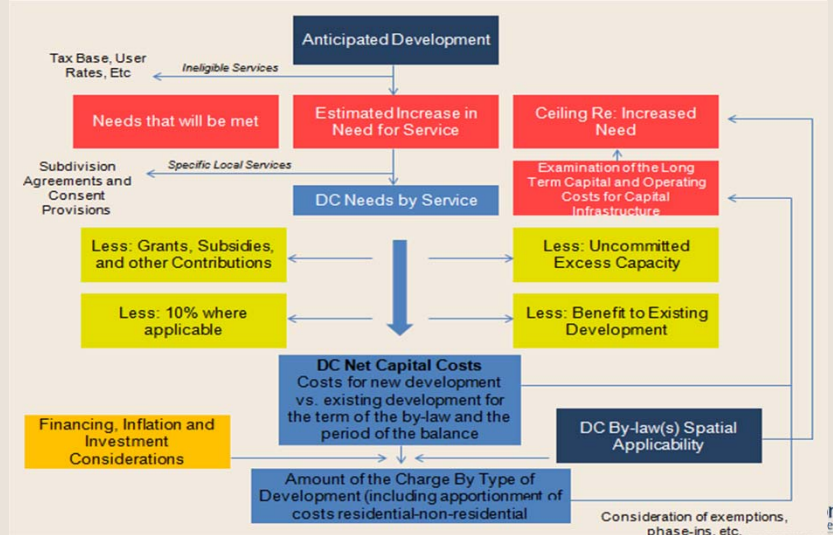 Anticipated Development
Tax Base, User
Rates, Etc
Ineligible Services
Needs that will be met
Estimated Increase in
Need for Service
Ceiling Re: Increased
Need
Subdivision
Agreements and
Consent
Provisions
Specific Local Services
DC Needs by Service
Examination of the Long
Term Capital and Operating
Costs for Capital
Infrastructure
Less: Grants, Subsidies,
and other Contributions
Less: Uncommitted
Excess Capacity
Less: 10% where
applicable
Less: Benefit to Existing
Development
DC Net Capital Costs
Costs for new development
vs. existing development for
the term of the by-law and the
period of the balance
Financing, Inflation and
Investment
Considerations
DC By-law(s) Spatial
Applicability
Amount of the Charge By Type of
Development (including apportionment of
costs residential-non-residential
Consideration of exemptions,
phase-ins, etc.